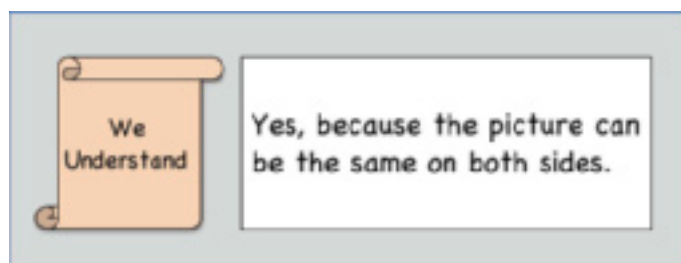 We
Understand
Yes, because the picture can
be the same on both sides.